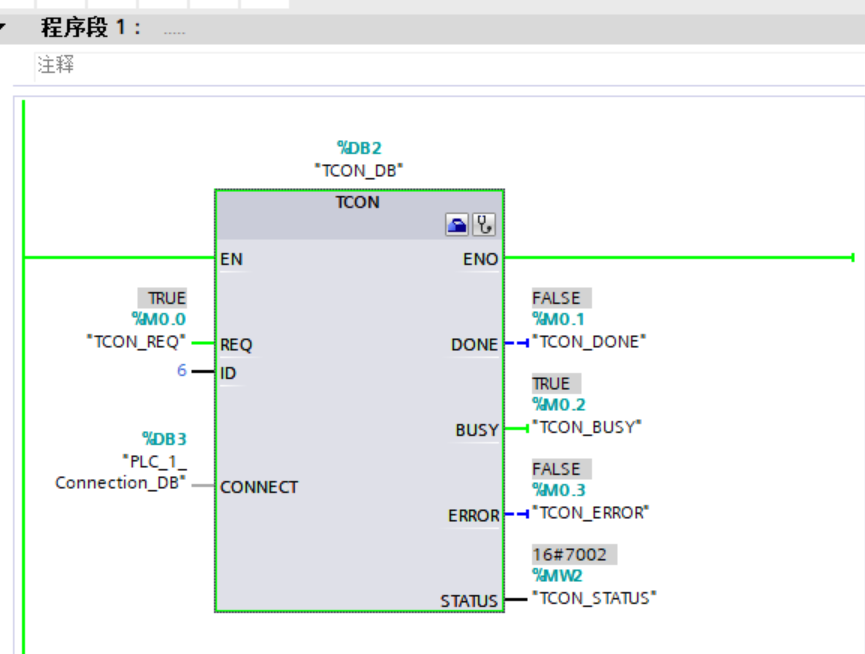 程序段 1： .....
注释
%DB2
"TCON_DB"
TCON
EN
ENO
TRUE
%M0.0
"TCON_REQ"
REQ
6
ID
%DB3
"PLC_1_
Connection_DB"
CONNECT
FALSE
%M0.1
DONE
"TCON_DONE"
TRUE
%M0.2
BUSY
"TCON_BUSY"
FALSE
%M0.3
ERROR
"TCON_ERROR"
16#7002
%MW2
STATUS
"TCON_STATUS"